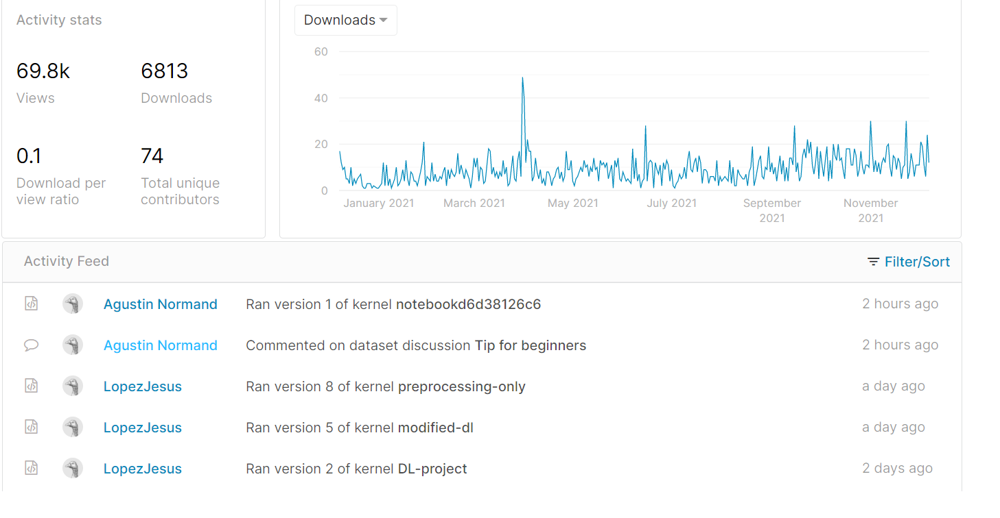 Activity stats
69.8k
Views
6813
Downloads
0.1
Download per
view ratio
74
Total unique
contributors
Downloads
60
40
20
0
January 2021
March 2021
May 2021
July 2021
September
2021
November
2021
Activity Feed
Filter/Sort
Agustin Normand Ran version 1 of kernel notebookd6d38126c6 2 hours ago
Agustin Normand Commented on dataset discussion Tip for beginners 2 hours ago
LopezJesus Ran version 8 of kernel preprocessing-only a day ago
LopezJesus Ran version 5 of kernel modified-dl a day ago
LopezJesus Ran version 2 of kernel DL-project 2 days ago